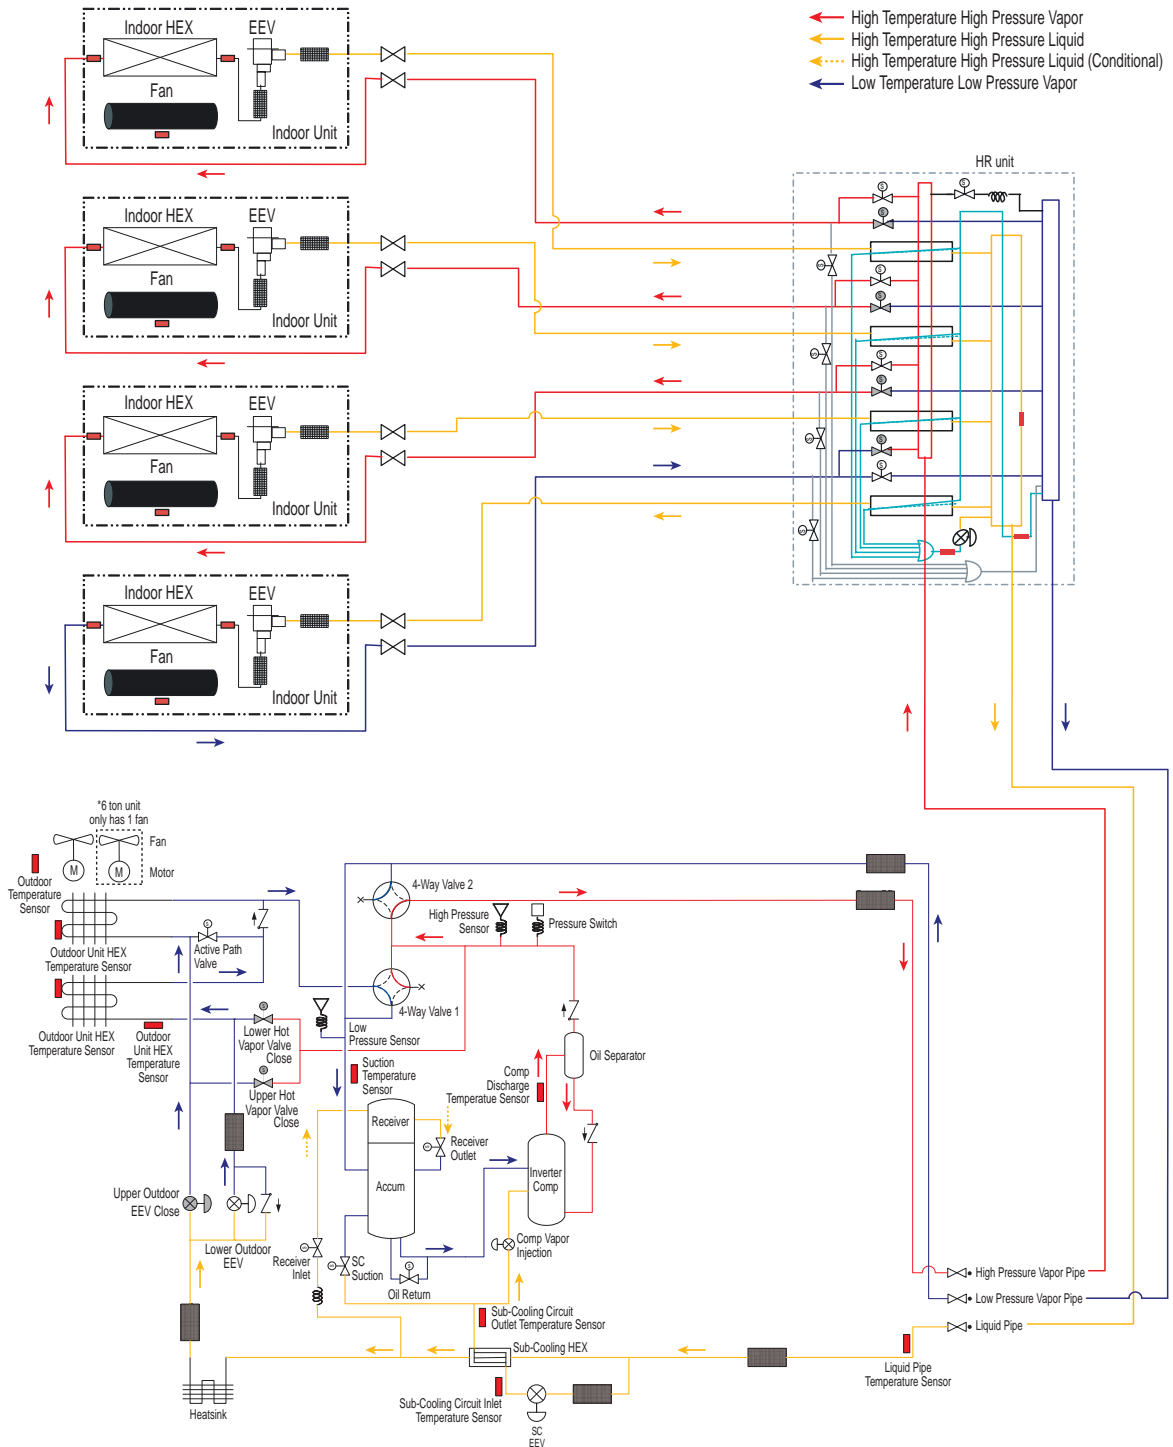 High Temperature High Pressure Vapor
High Temperature High Pressure Liquid
High Temperature High Pressure Liquid (Conditional)
Low Temperature Low Pressure Vapor
Indoor HEX
EEV
Fan
Indoor Unit
HR unit
S
S
S
S
S
S
S
S
S
S
S
S
S
Indoor HEX
EEV
Fan
Indoor Unit
Indoor HEX
EEV
Fan
Indoor Unit
Indoor HEX
EEV
Fan
Indoor Unit
*6 ton unit
only has 1 fan
Fan
M
M
Motor
Outdoor
Temperature
Sensor
4-Way Valve 2
High Pressure
Sensor
Pressure Switch
S
Active Path
Valve
Outdoor Unit HEX
Temperature Sensor
4-Way Valve 1
Outdoor Unit HEX
Temperature Sensor
Outdoor
Unit HEX
Temperature
Sensor
Lower Hot
Vapor Valve
Close
Low
Pressure Sensor
Upper Hot
Vapor Valve
Close
Suction
Temperature
Sensor
Comp
Discharge
Temperatue Sensor
Oil Separator
Receiver
S
Receiver
Outlet
Accum
Inverter
Comp
Upper Outdoor
EEV Close
Lower Outdoor
EEV
S
Receiver
Inlet
S
SC
Suction
S
Oil Return
Comp Vapor
Injection
High Pressure Vapor Pipe
Low Pressure Vapor Pipe
Liquid Pipe
Sub-Cooling Circuit
Outlet Temperature Sensor
Sub-Cooling HEX
Liquid Pipe
Temperature Sensor
Heatsink
Sub-Cooling Circuit Inlet
Temperature Sensor
SC
EEV